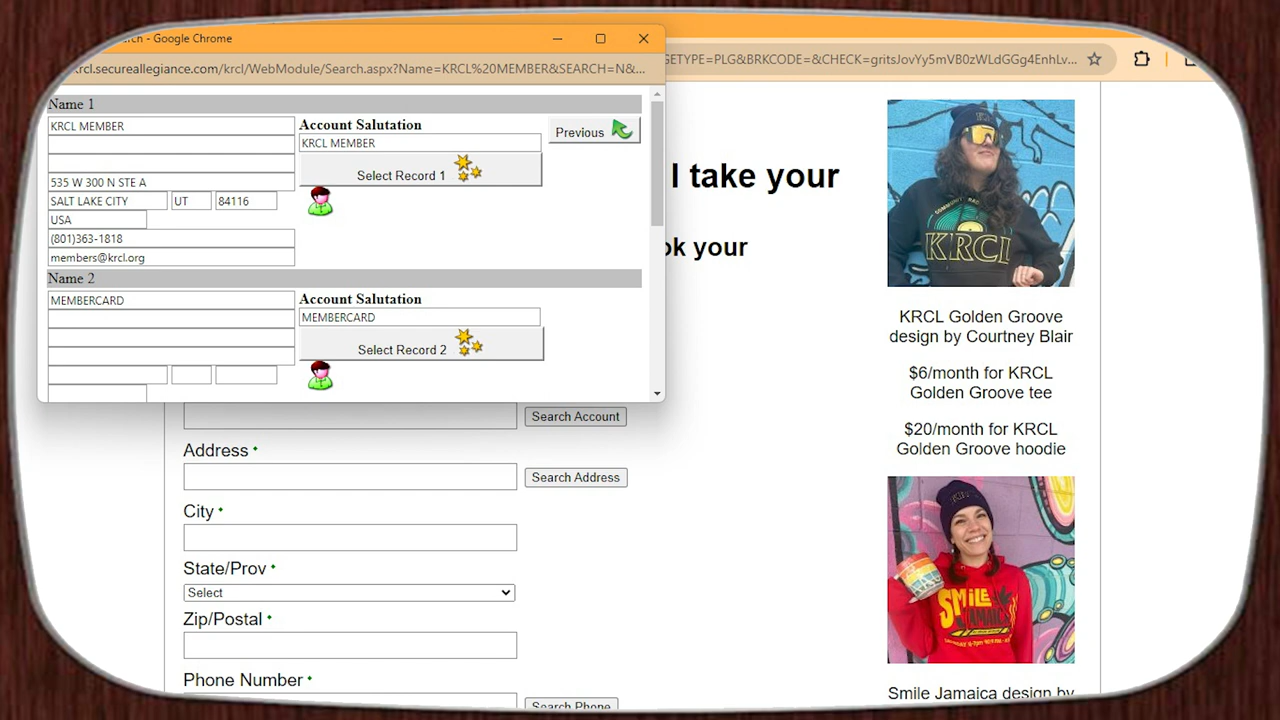 rch - Google Chrome
krcl.secureallegiance.com/krcl/WebModule/Search.aspx?Name=KRCL%20MEMBER&SEARCH=N&...
GETYPE=PLG&BRKCODE=&CHECK=gritsJovYy5mVB0zWLdGGg4EnhLv...
Name 1
KRCL MEMBER
Account Salutation
KRCL MEMBER
Previous
Select Record 1
535 W 300 N STE A
SALT LAKE CITY UT 84116
USA
(801)363-1818
members@krcl.org
Name 2
MEMBERCARD
Account Salutation
MEMBERCARD
Select Record 2
I take your
ok your
Search Account
Address
Search Address
City
State/Prov
Select
Zip/Postal
Phone Number
Search Phone
KRCL
KRCL Golden Groove
design by Courtney Blair
$6/month for KRCL
Golden Groove tee
$20/month for KRCL
Golden Groove hoodie
SMILE
JAMAICA
Smile Jamaica design by